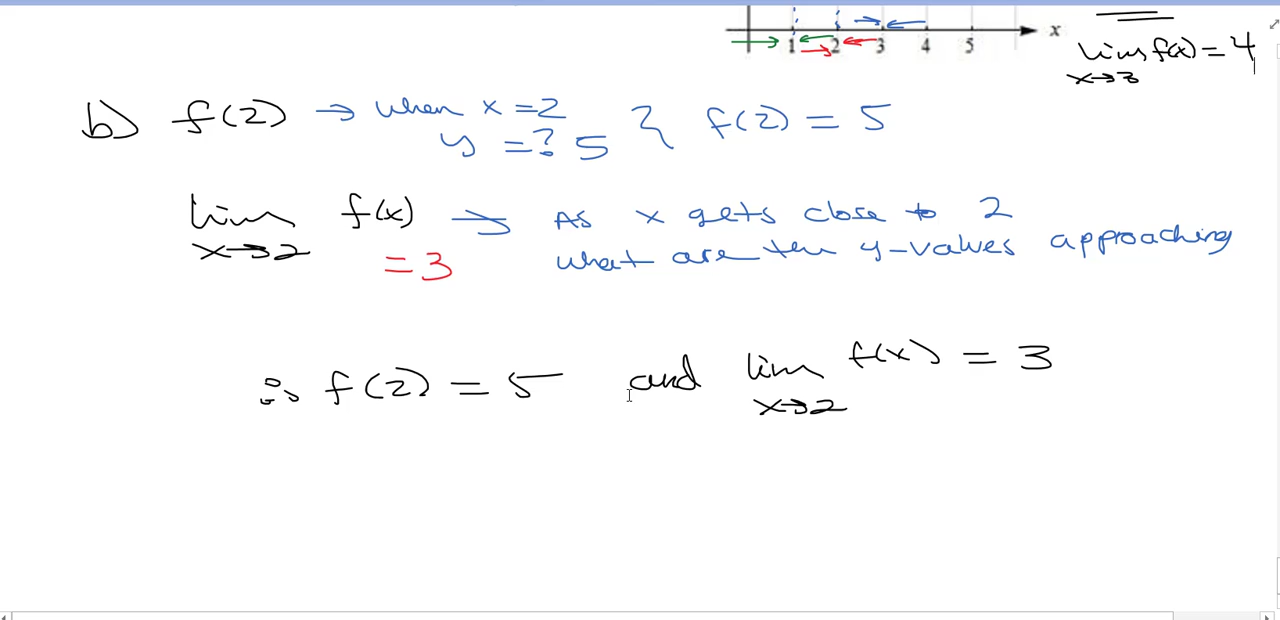 1 2 3 4 5 x
lim f(x) = 4
x→3
b) f(2) → when x = 2 } f(2) = 5
y = ? 5
lim f(x) → As x gets close to 2
x→2 = 3 what are the y-values approaching
∴ f(2) = 5 and lim f(x) = 3
x→2